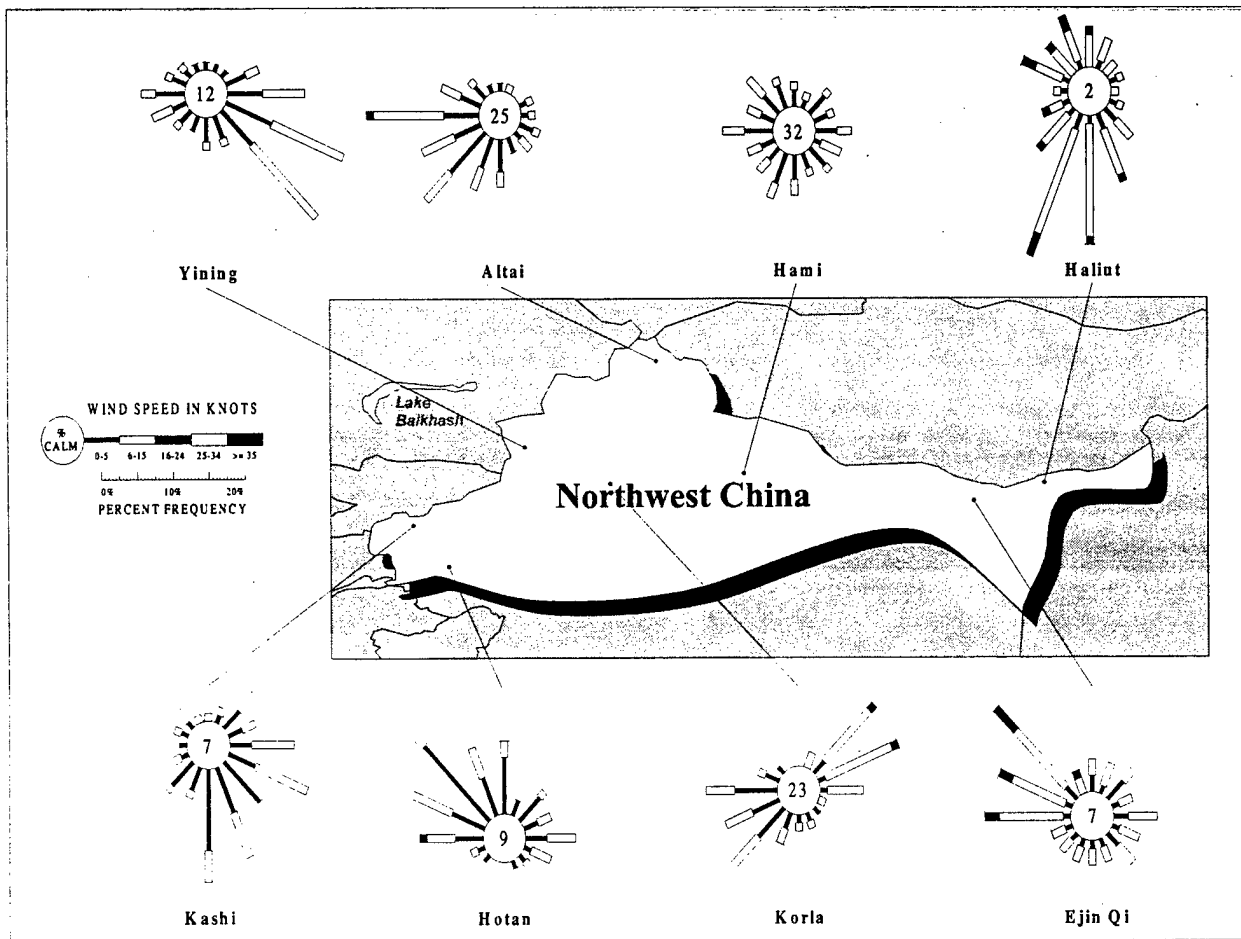 12
25
32
2
Yining
Altai
Hami
Haliut
Lake
Baikhash
WIND SPEED IN KNOTS
%
CALM
0-5 6-15 16-24 25-34 >= 35
0% 10% 20%
PERCENT FREQUENCY
Northwest China
7
9
23
7
Kashi
Hotan
Korla
Ejin Qi